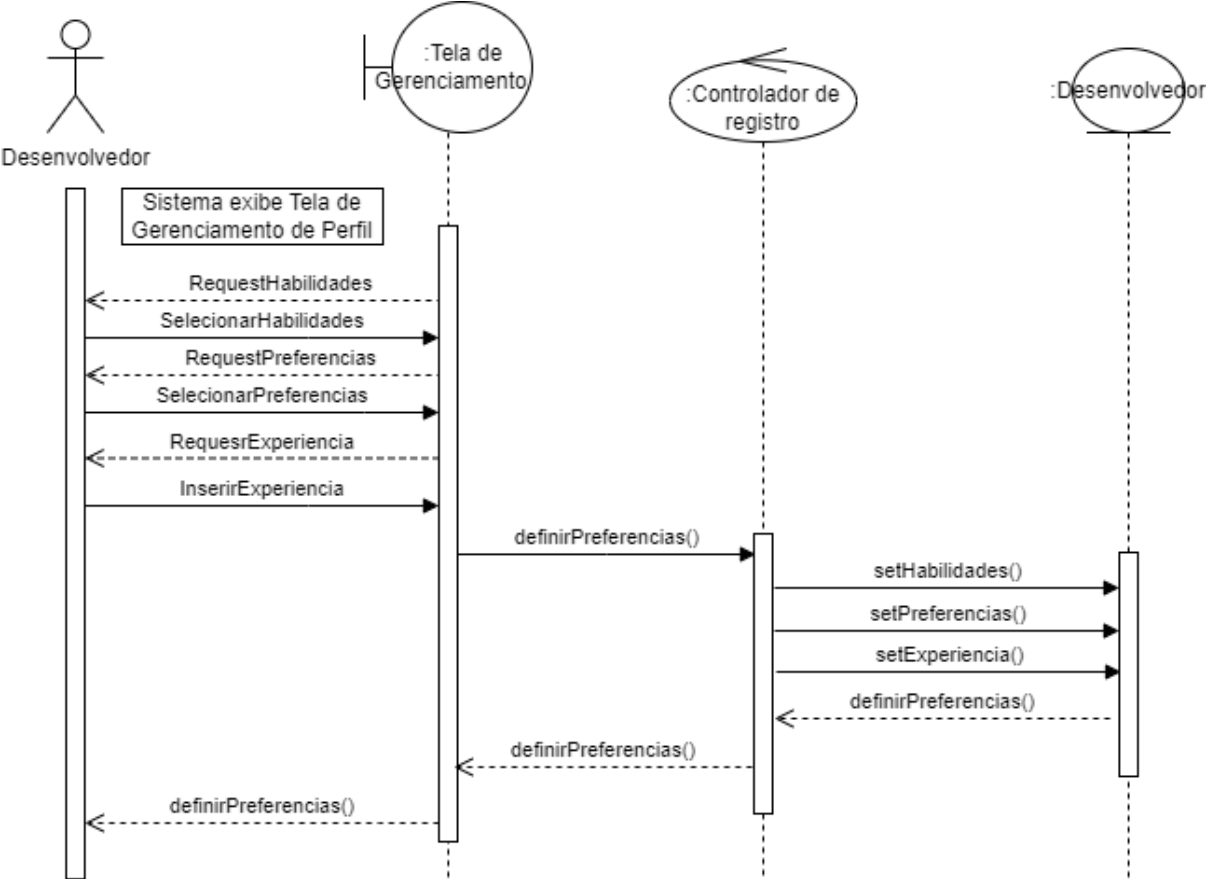 :Tela de
Gerenciamento
:Controlador de
registro
:Desenvolvedor
Desenvolvedor
Sistema exibe Tela de
Gerenciamento de Perfil
RequestHabilidades
SelecionarHabilidades
RequestPreferencias
SelecionarPreferencias
RequesrExperiencia
InserirExperiencia
definirPreferencias()
setHabilidades()
setPreferencias()
setExperiencia()
definirPreferencias()
definirPreferencias()
definirPreferencias()